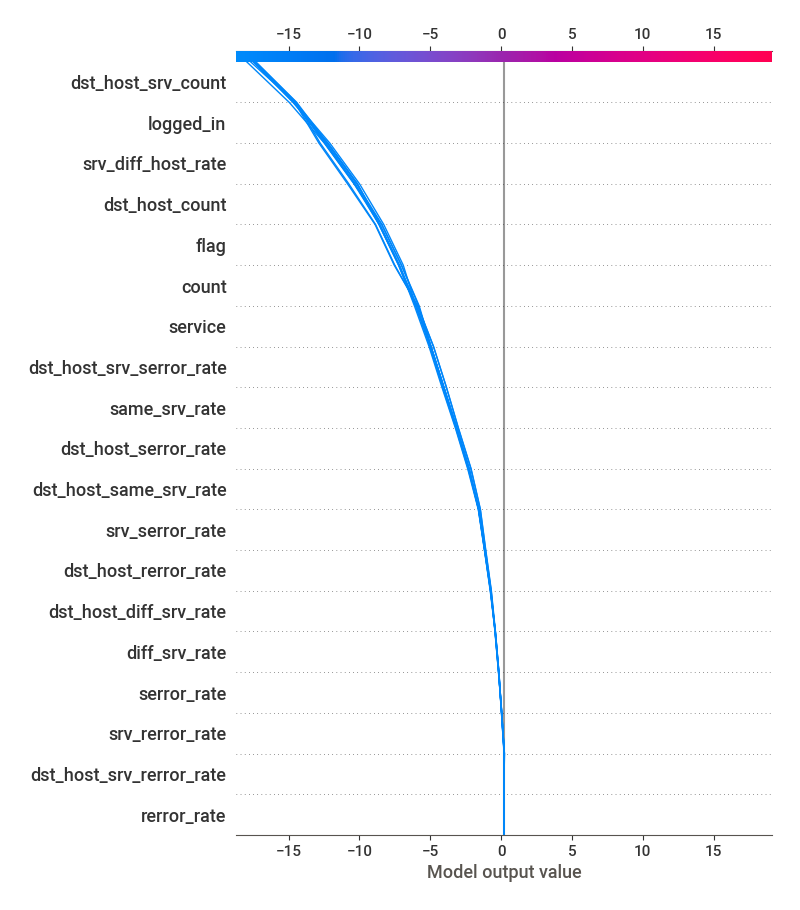 −15 −10 −5 0 5 10 15
dst_host_srv_count
logged_in
srv_diff_host_rate
dst_host_count
flag
count
service
dst_host_srv_serror_rate
same_srv_rate
dst_host_serror_rate
dst_host_same_srv_rate
srv_serror_rate
dst_host_rerror_rate
dst_host_diff_srv_rate
diff_srv_rate
serror_rate
srv_rerror_rate
dst_host_srv_rerror_rate
rerror_rate
−15 −10 −5 0 5 10 15
Model output value